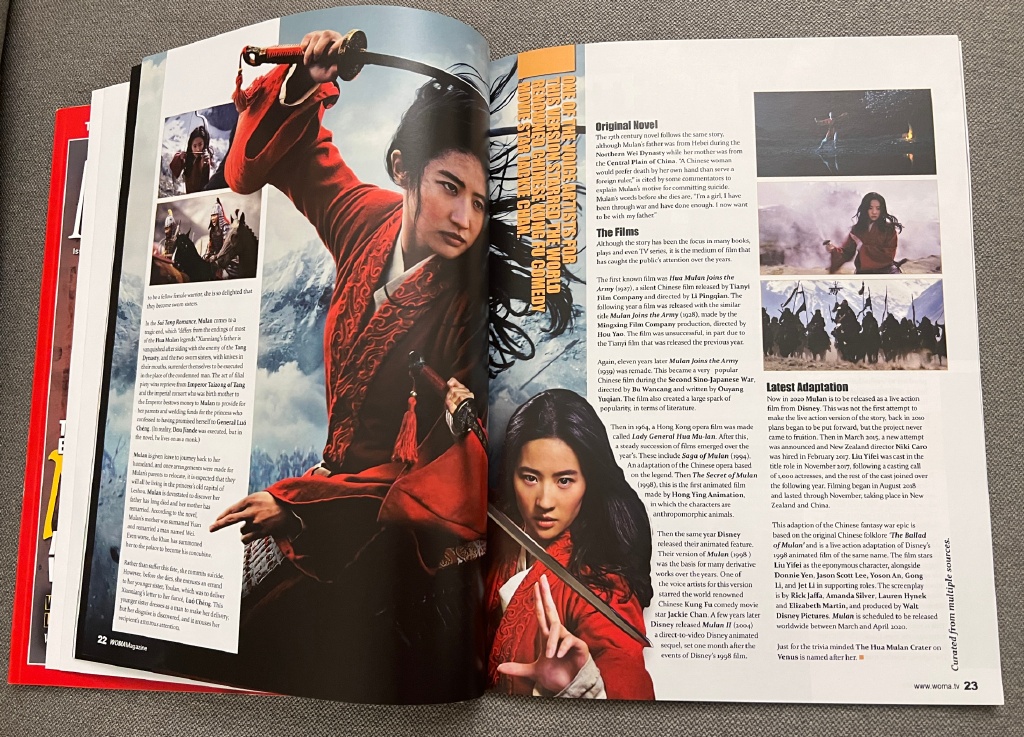 to be a fellow female warrior, she is so delighted that
they become sworn sisters.
In the Sui Tang Romance, Mulan comes to a
tragic end, which "differs from the endings of most
of the Hua Mulan legends." Xianniang's father is
vanquished after siding with the enemy of the Tang
Dynasty, and the two sworn sisters, with knives in
their mouths, surrender themselves to be executed
in the place of the condemned man. The act of filial
piety wins reprieve from Emperor Taizong of Tang
and the imperial consort who was birth mother to
the Emperor bestows money to Mulan to provide for
her parents and wedding funds for the princess who
confessed to having promised herself to General Luó
Chéng. (In reality, Dou Jiande was executed, but in
the novel, he lives on as a monk.)
Mulan is given leave to journey back to her
homeland, and once arrangements were made for
Mulan's parents to relocate, it is expected that they
will all be living in the princess's old capital of
Leshou. Mulan is devastated to discover her
father has long died and her mother has
remarried. According to the novel,
Mulan's mother was surnamed Yuan
and remarried a man named Wei.
Even worse, the Khan has summoned
her to the palace to become his concubine.
Rather than suffer this fate, she commits suicide.
However, before she dies, she entrusts an errand
to her younger sister, Youlan, which was to deliver
Xianniang's letter to her fiancé, Luó Chéng. This
younger sister dresses as a man to make her delivery,
but her disguise is discovered, and it arouses her
recipient's amorous attention.
22 WOMAMagazine
ONE OF THE VOICE ARTISTS FOR
THIS VERSION STARRED THE WORLD
RENOWNED CHINESE KUNG FU COMEDY
MOVIE STAR JACKIE CHAN.
Original Novel
The 17th century novel follows the same story,
although Mulan's father was from Hebei during the
Northern Wei Dynasty while her mother was from
the Central Plain of China. "A Chinese woman
would prefer death by her own hand than serve a
foreign ruler," is cited by some commentators to
explain Mulan's motive for committing suicide.
Mulan's words before she dies are, "I'm a girl, I have
been through war and have done enough. I now want
to be with my father."
The Films
Although the story has been the focus in many books,
plays and even TV series, it is the medium of film that
has caught the public's attention over the years.
The first known film was Hua Mulan Joins the
Army (1927), a silent Chinese film released by Tianyi
Film Company and directed by Li Pingqian. The
following year a film was released with the similar
title Mulan Joins the Army (1928), made by the
Mingxing Film Company production, directed by
Hou Yao. The film was unsuccessful, in part due to
the Tianyi film that was released the previous year.
Again, eleven years later Mulan Joins the Army
(1939) was remade. This became a very popular
Chinese film during the Second Sino-Japanese War,
directed by Bu Wancang and written by Ouyang
Yuqian. The film also created a large spark of
popularity, in terms of literature.
Then in 1964, a Hong Kong opera film was made
called Lady General Hua Mu-lan. After this,
a steady succession of films emerged over the
year's. These include Saga of Mulan (1994).
An adaptation of the Chinese opera based
on the legend. Then The Secret of Mulan
(1998), this is the first animated film
made by Hong Ying Animation,
in which the characters are
anthropomorphic animals.
Then the same year Disney
released their animated feature.
Their version of Mulan (1998 )
was the basis for many derivative
works over the years. One of the
voice artists for this version
starred the world renowned
Chinese Kung Fu comedy movie
star Jackie Chan. A few years later
Disney released Mulan II (2004)
a direct-to-video Disney animated
sequel, set one month after the
events of Disney's 1998 film.
Latest Adaptation
Now in 2020 Mulan is to be released as a live action
film from Disney. This was not the first attempt to
make the live action version of the story, back in 2010
plans began to be put forward, but the project never
came to fruition. Then in March 2015, a new attempt
was announced and New Zealand director Niki Caro
was hired in February 2017. Liu Yifei was cast in the
title role in November 2017, following a casting call
of 1,000 actresses, and the rest of the cast joined over
the following year. Filming began in August 2018
and lasted through November, taking place in New
Zealand and China.
This adaption of the Chinese fantasy war epic is
based on the original Chinese folklore 'The Ballad
of Mulan' and is a live action adaptation of Disney's
1998 animated film of the same name. The film stars
Liu Yifei as the eponymous character, alongside
Donnie Yen, Jason Scott Lee, Yoson An, Gong
Li, and Jet Li in supporting roles. The screenplay
is by Rick Jaffa, Amanda Silver, Lauren Hynek
and Elizabeth Martin, and produced by Walt
Disney Pictures. Mulan is scheduled to be released
worldwide between March and April 2020.
Just for the trivia minded The Hua Mulan Crater on
Venus is named after her.
Curated from multiple sources.
www.woma.tv 23